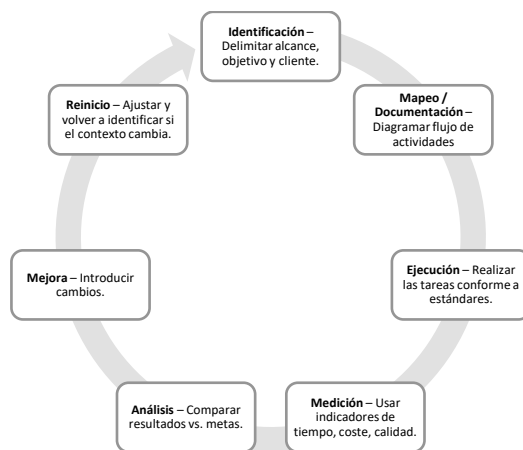 Identificación –
Delimitar alcance,
objetivo y cliente.
Mapeo /
Documentación –
Diagramar flujo de
actividades
Ejecución – Realizar
las tareas conforme a
estándares.
Medición – Usar
indicadores de
tiempo, coste, calidad.
Análisis – Comparar
resultados vs. metas.
Mejora – Introducir
cambios.
Reinicio – Ajustar y
volver a identificar si
el contexto cambia.